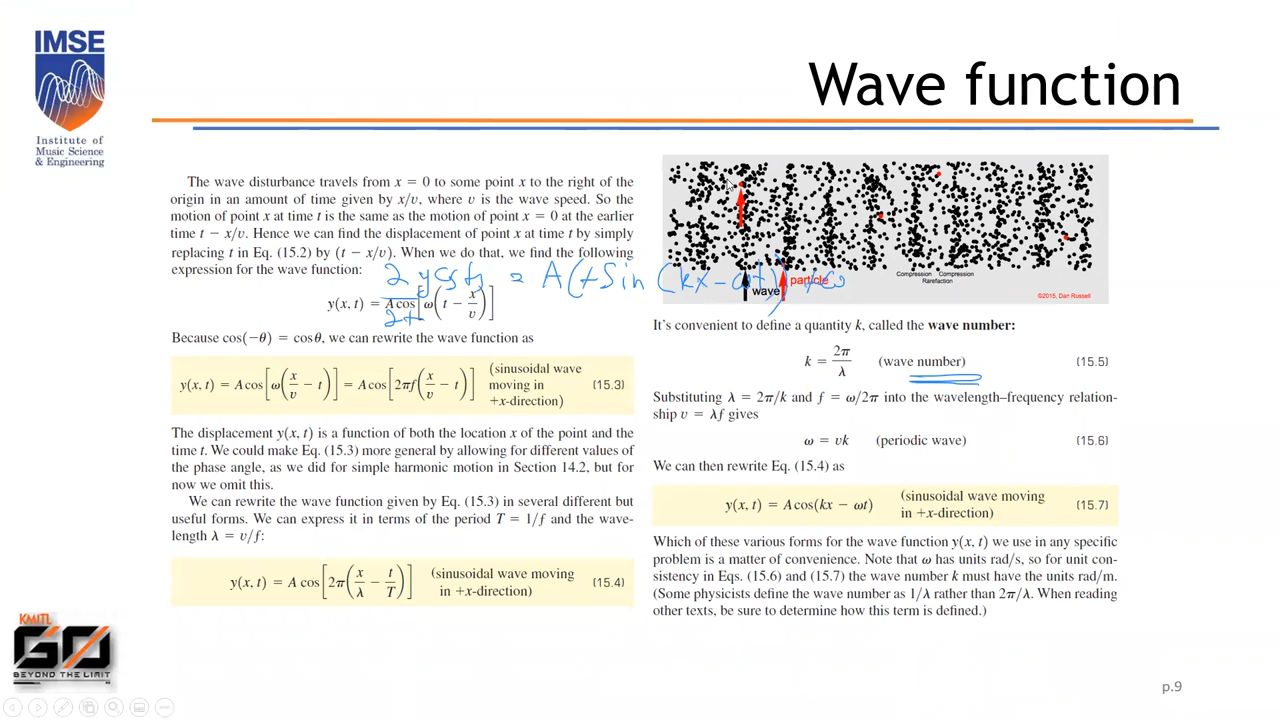 IMSE
Institute of
Music Science
& Engineering
Wave function
The wave disturbance travels from x = 0 to some point x to the right of the
origin in an amount of time given by x/υ, where υ is the wave speed. So the
motion of point x at time t is the same as the motion of point x = 0 at the earlier
time t − x/υ. Hence we can find the displacement of point x at time t by simply
replacing t in Eq. (15.2) by (t − x/υ). When we do that, we find the following
expression for the wave function:
y(x, t) = A cos[ω(t − x/υ)]
Because cos(−θ) = cosθ, we can rewrite the wave function as
y(x, t) = A cos[ω(x/υ − t)] = A cos[2πf(x/υ − t)] (sinusoidal wave moving in +x-direction) (15.3)
The displacement y(x, t) is a function of both the location x of the point and the
time t. We could make Eq. (15.3) more general by allowing for different values of
the phase angle, as we did for simple harmonic motion in Section 14.2, but for
now we omit this.
We can rewrite the wave function given by Eq. (15.3) in several different but
useful forms. We can express it in terms of the period T = 1/f and the wave-
length λ = υ/f:
y(x, t) = A cos[2π(x/λ − t/T)] (sinusoidal wave moving in +x-direction) (15.4)
= A(+Sin(kx−ωt))
wave
particle
Compression Compression
Rarefaction
©2015, Dan Russell
It's convenient to define a quantity k, called the wave number:
k = 2π/λ (wave number) (15.5)
Substituting λ = 2π/k and f = ω/2π into the wavelength–frequency relation-
ship υ = λf gives
ω = υk (periodic wave) (15.6)
We can then rewrite Eq. (15.4) as
y(x, t) = A cos(kx − ωt) (sinusoidal wave moving in +x-direction) (15.7)
Which of these various forms for the wave function y(x, t) we use in any specific
problem is a matter of convenience. Note that ω has units rad/s, so for unit con-
sistency in Eqs. (15.6) and (15.7) the wave number k must have the units rad/m.
(Some physicists define the wave number as 1/λ rather than 2π/λ. When reading
other texts, be sure to determine how this term is defined.)
KMITL
GO
BEYOND THE LIMIT
p.9